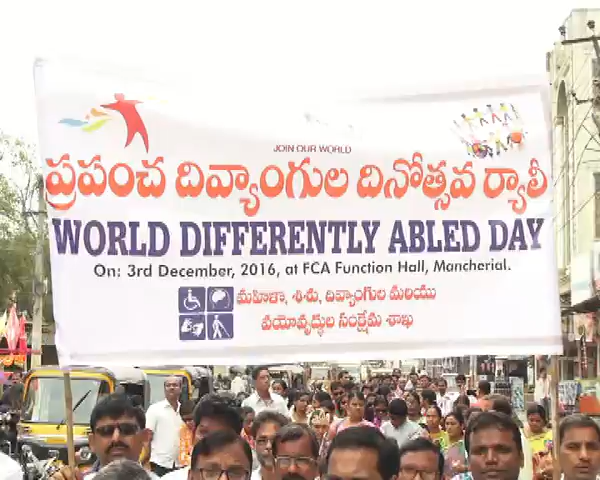 JOIN OUR WORLD
ప్రపంచ దివ్యాంగుల దినోత్సవ ర్యాలీ
WORLD DIFFERENTLY ABLED DAY
On: 3rd December, 2016, at FCA Function Hall, Mancherial.
మహిళా, శిశు, దివ్యాంగుల మరియు
వయోవృద్ధుల సంక్షేమ శాఖ